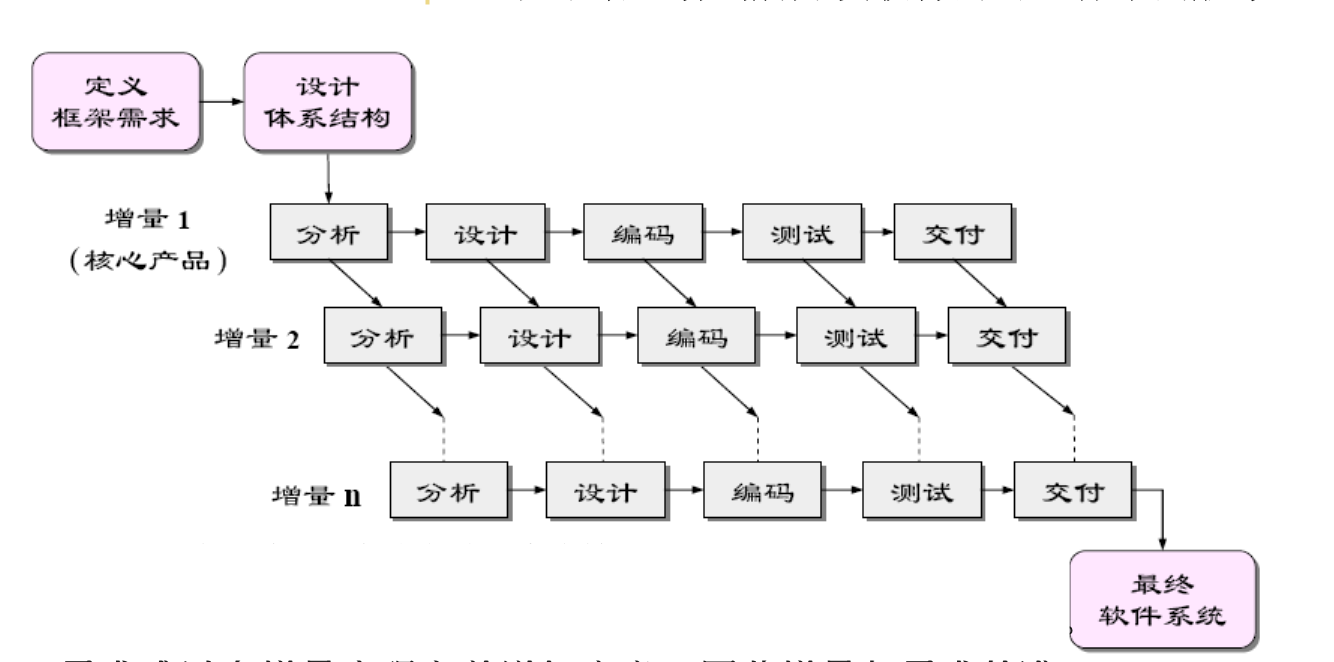 定义
框架需求
设计
体系结构
增量 1
(核心产品)
分析
设计
编码
测试
交付
增量 2
分析
设计
编码
测试
交付
增量 n
分析
设计
编码
测试
交付
最终
软件系统